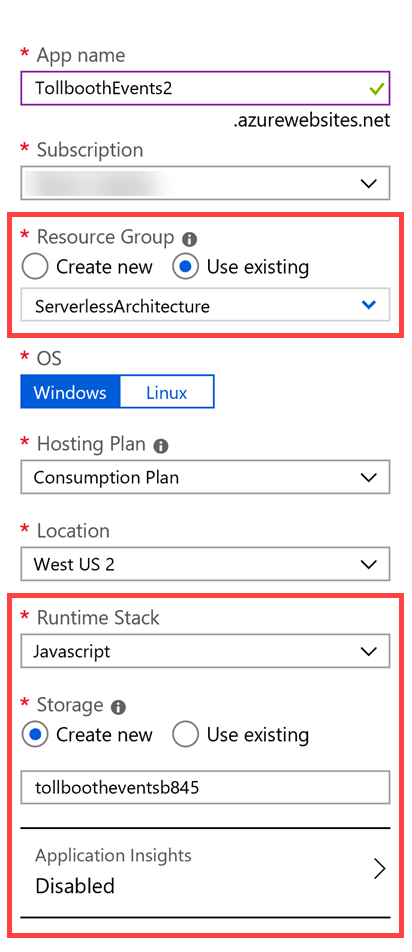 * App name
TollboothEvents2
.azurewebsites.net
* Subscription
* Resource Group
Create new Use existing
ServerlessArchitecture
* OS
Windows Linux
* Hosting Plan
Consumption Plan
* Location
West US 2
* Runtime Stack
Javascript
* Storage
Create new Use existing
tollbootheventsb845
Application Insights
Disabled